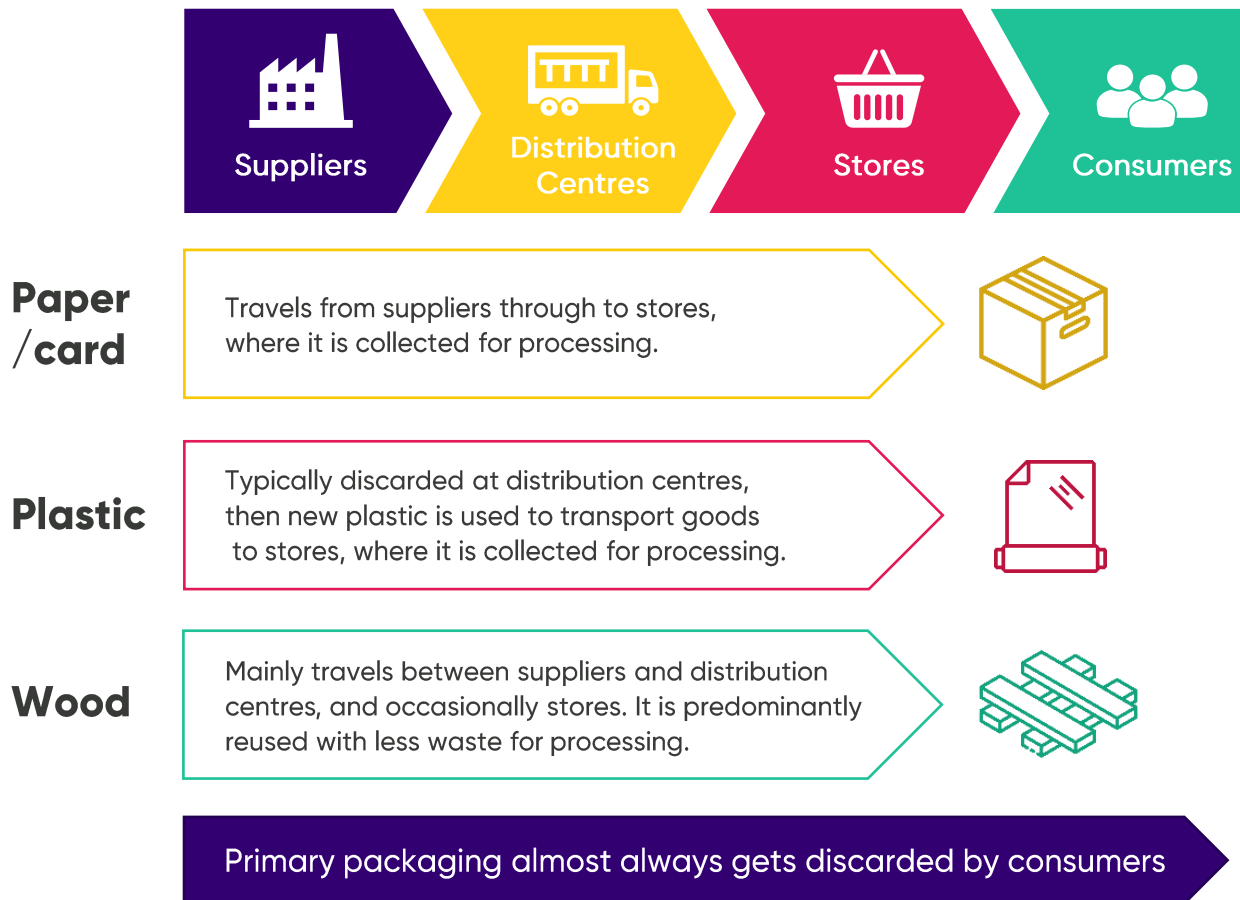 Suppliers
Distribution
Centres
Stores
Consumers
Paper
/card
Travels from suppliers through to stores,
where it is collected for processing.
Plastic
Typically discarded at distribution centres,
then new plastic is used to transport goods
to stores, where it is collected for processing.
Wood
Mainly travels between suppliers and distribution
centres, and occasionally stores. It is predominantly
reused with less waste for processing.
Primary packaging almost always gets discarded by consumers